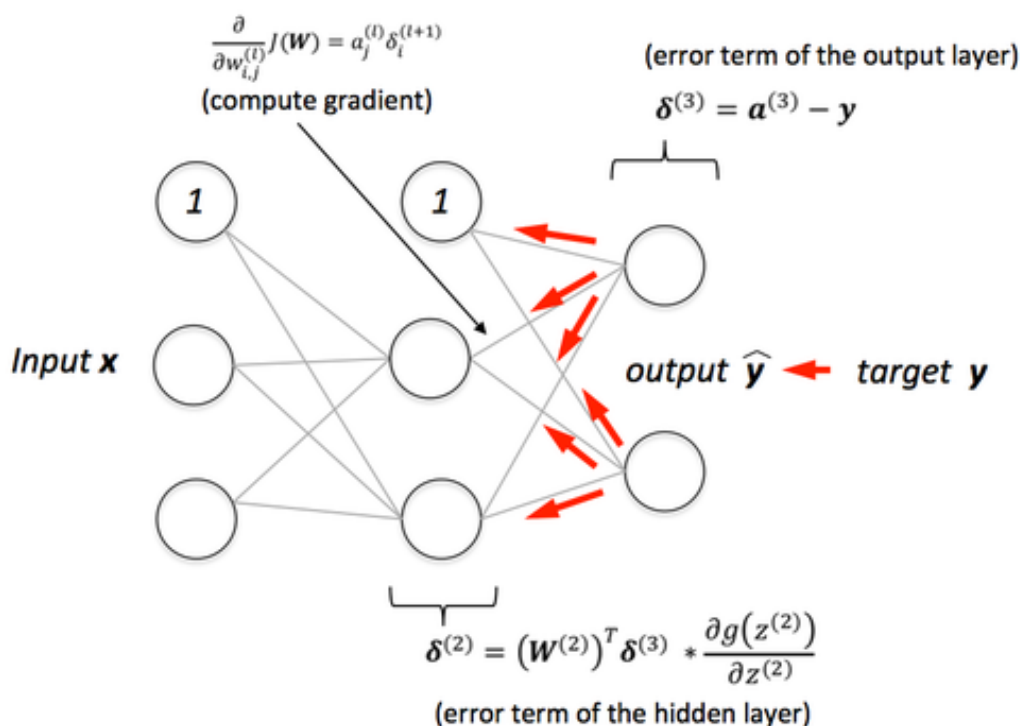 ∂/∂w_{i,j}^{(l)} J(W) = a_j^{(l)} δ_i^{(l+1)}
(compute gradient)
(error term of the output layer)
δ^{(3)} = a^{(3)} − y
1
1
Input x
output ŷ
target y
δ^{(2)} = (W^{(2)})^T δ^{(3)} * ∂g(z^{(2)})/∂z^{(2)}
(error term of the hidden layer)